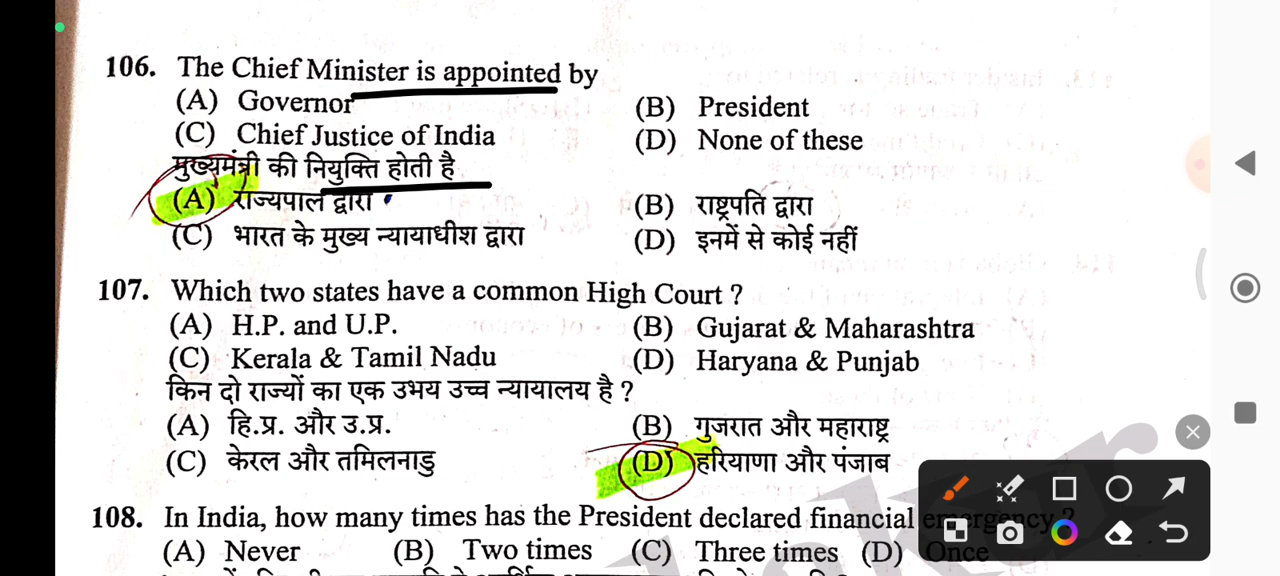 106. The Chief Minister is appointed by
(A) Governor (B) President
(C) Chief Justice of India (D) None of these
मुख्यमंत्री की नियुक्ति होती है
(A) राज्यपाल द्वारा (B) राष्ट्रपति द्वारा
(C) भारत के मुख्य न्यायाधीश द्वारा (D) इनमें से कोई नहीं
107. Which two states have a common High Court ?
(A) H.P. and U.P. (B) Gujarat & Maharashtra
(C) Kerala & Tamil Nadu (D) Haryana & Punjab
किन दो राज्यों का एक उभय उच्च न्यायालय है ?
(A) हि.प्र. और उ.प्र. (B) गुजरात और महाराष्ट्र
(C) केरल और तमिलनाडु (D) हरियाणा और पंजाब
108. In India, how many times has the President declared financial emergency ?
(A) Never (B) Two times (C) Three times (D) Once